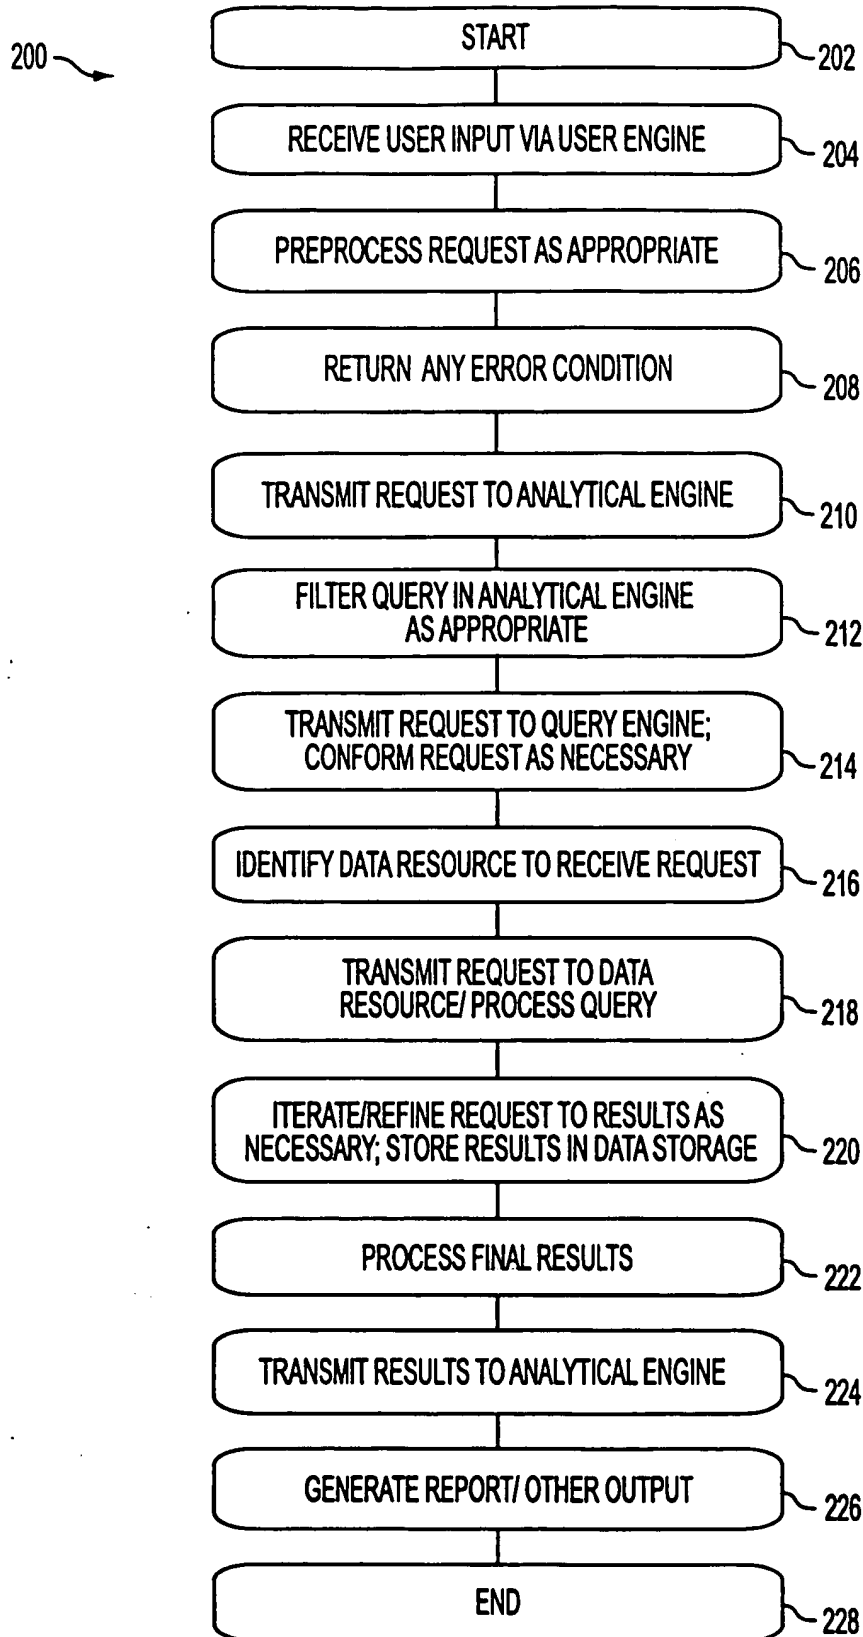 200
START
202
RECEIVE USER INPUT VIA USER ENGINE
204
PREPROCESS REQUEST AS APPROPRIATE
206
RETURN ANY ERROR CONDITION
208
TRANSMIT REQUEST TO ANALYTICAL ENGINE
210
FILTER QUERY IN ANALYTICAL ENGINE
AS APPROPRIATE
212
TRANSMIT REQUEST TO QUERY ENGINE;
CONFORM REQUEST AS NECESSARY
214
IDENTIFY DATA RESOURCE TO RECEIVE REQUEST
216
TRANSMIT REQUEST TO DATA
RESOURCE/ PROCESS QUERY
218
ITERATE/REFINE REQUEST TO RESULTS AS
NECESSARY; STORE RESULTS IN DATA STORAGE
220
PROCESS FINAL RESULTS
222
TRANSMIT RESULTS TO ANALYTICAL ENGINE
224
GENERATE REPORT/ OTHER OUTPUT
226
END
228